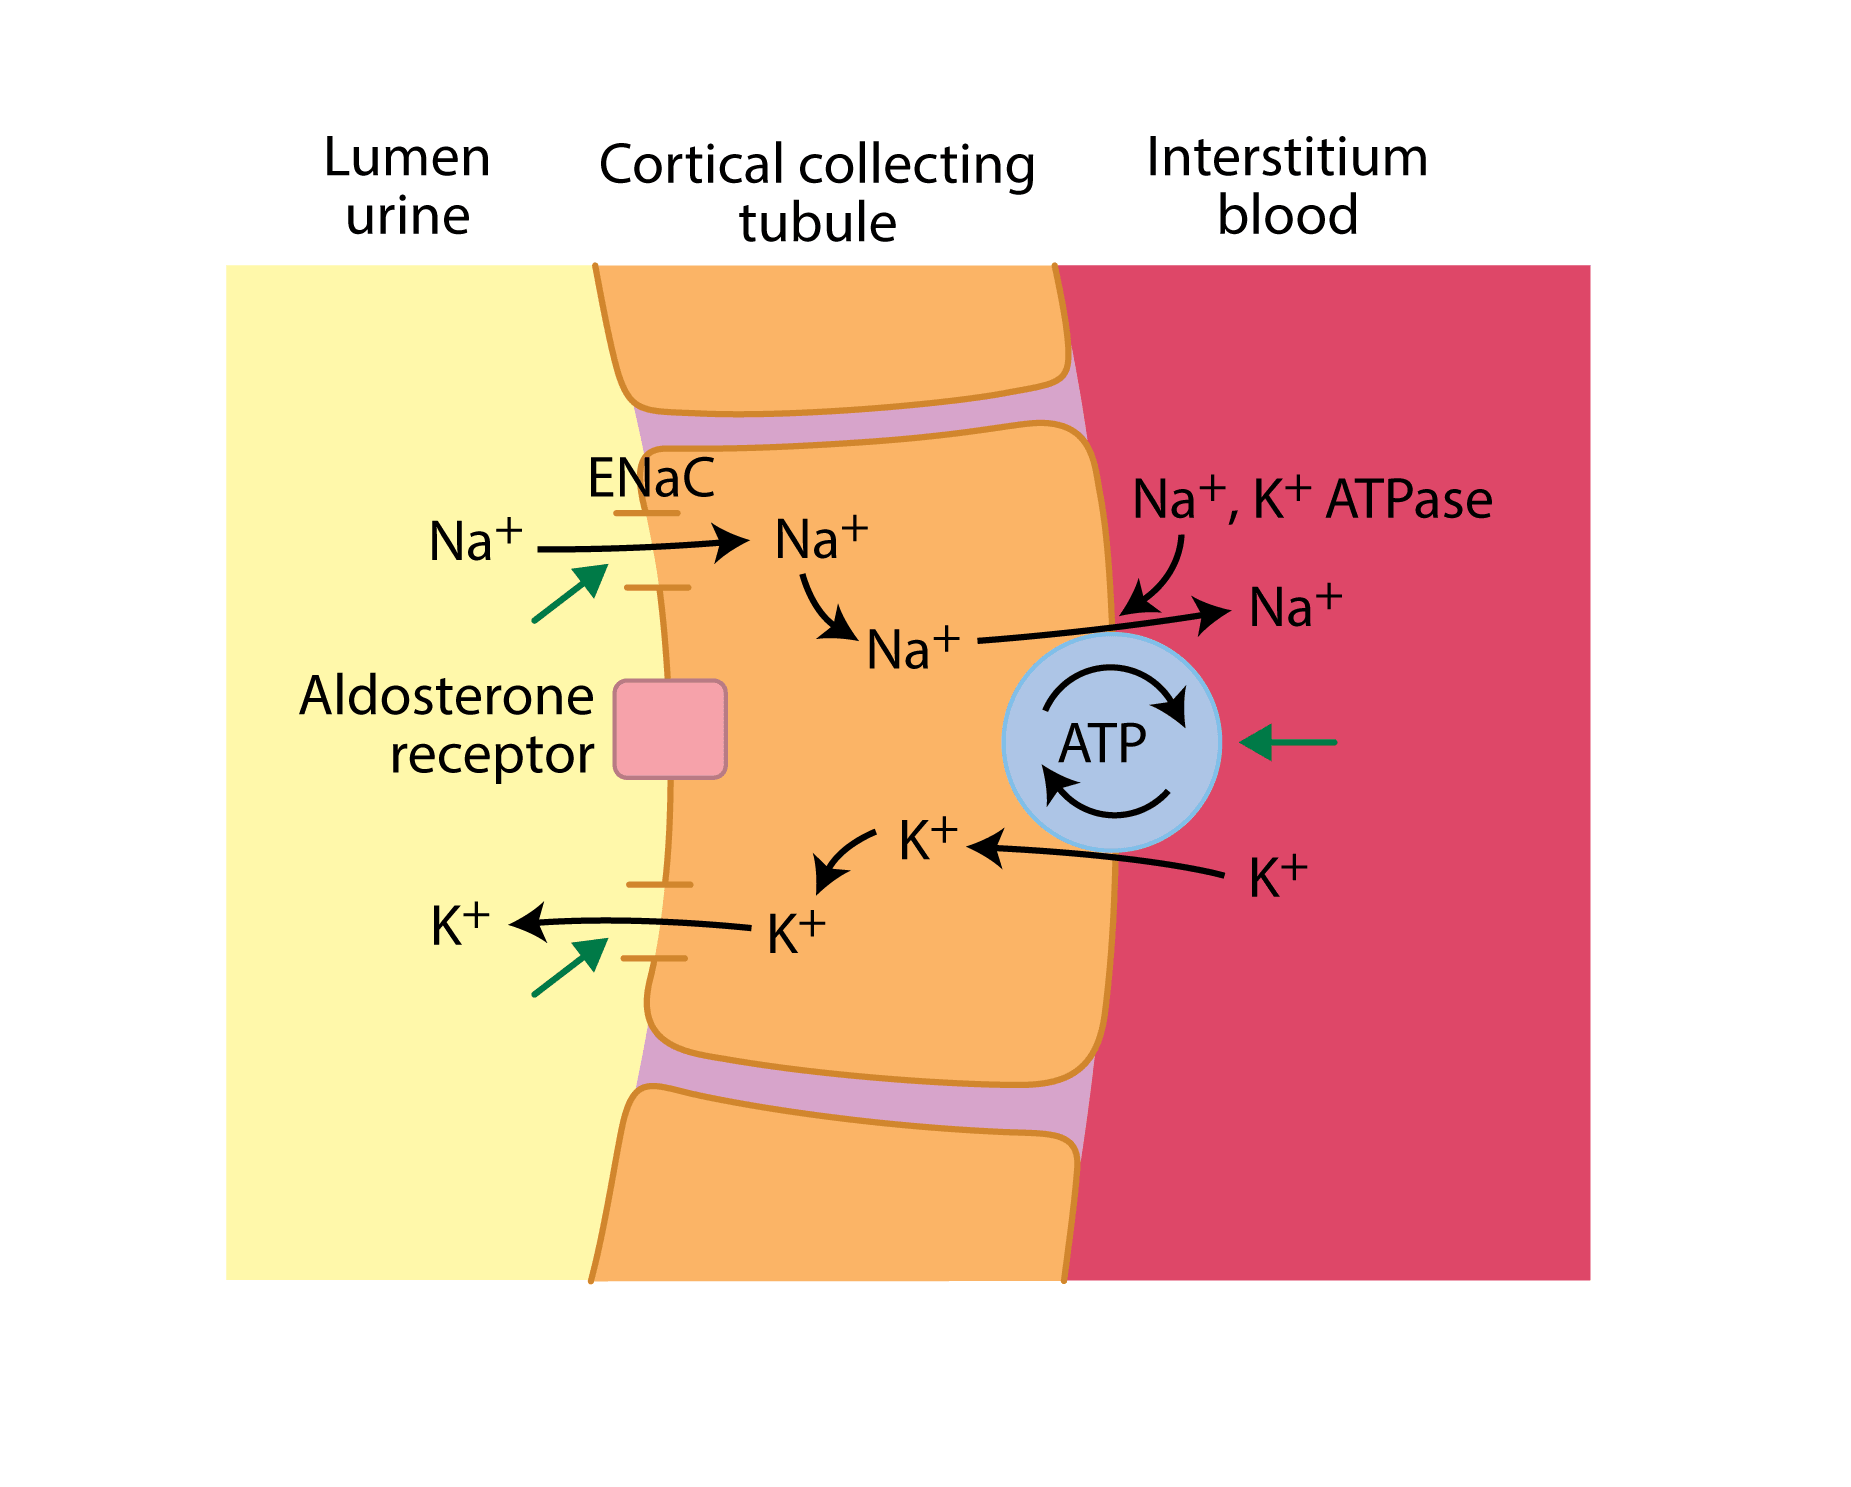 Lumen
urine
Cortical collecting
tubule
Interstitium
blood
ENaC
Na+
Na+
Na+, K+ ATPase
Na+
Na+
Aldosterone
receptor
ATP
K+
K+
K+
K+